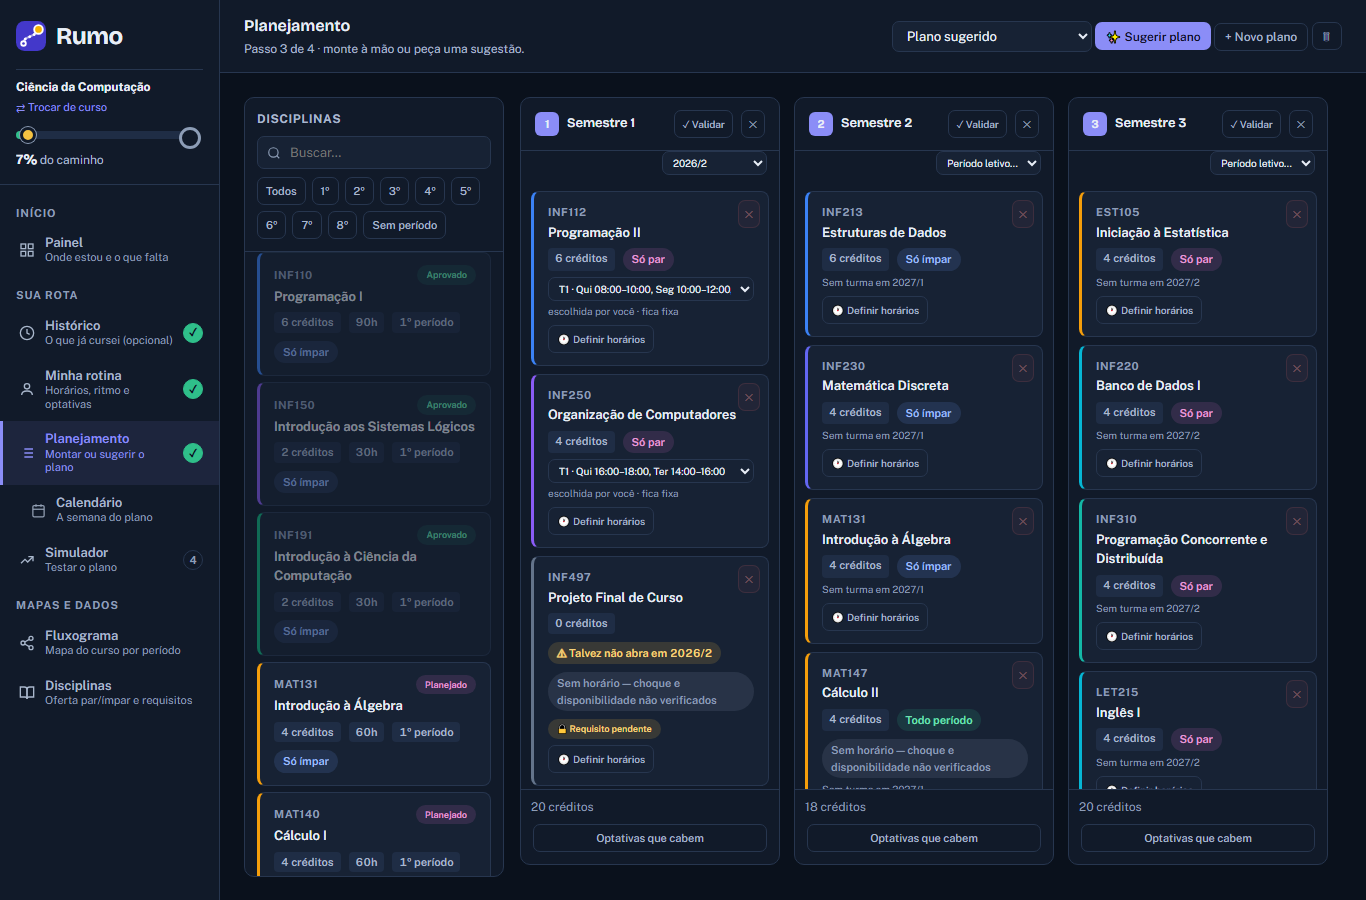 Rumo
Ciência da Computação
⇄ Trocar de curso
7% do caminho
INÍCIO
Painel
Onde estou e o que falta
SUA ROTA
Histórico
O que já cursei (opcional)
Minha rotina
Horários, ritmo e
optativas
Planejamento
Montar ou sugerir o
plano
Calendário
A semana do plano
Simulador
Testar o plano
4
MAPAS E DADOS
Fluxograma
Mapa do curso por período
Disciplinas
Oferta par/ímpar e requisitos
Planejamento
Passo 3 de 4 · monte à mão ou peça uma sugestão.
Plano sugerido
✨ Sugerir plano
+ Novo plano
DISCIPLINAS
Buscar...
Todos 1º 2º 3º 4º 5º
6º 7º 8º Sem período
INF110 Aprovado
Programação I
6 créditos 90h 1º período
Só ímpar
INF150 Aprovado
Introdução aos Sistemas Lógicos
2 créditos 30h 1º período
Só ímpar
INF191 Aprovado
Introdução à Ciência da
Computação
2 créditos 30h 1º período
Só ímpar
MAT131 Planejado
Introdução à Álgebra
4 créditos 60h 1º período
Só ímpar
MAT140 Planejado
Cálculo I
4 créditos 60h 1º período
1 Semestre 1 ✓ Validar ✕
2026/2
INF112 ✕
Programação II
6 créditos Só par
T1 · Qui 08:00–10:00, Seg 10:00–12:00
escolhida por você · fica fixa
🕐 Definir horários
INF250 ✕
Organização de Computadores
4 créditos Só par
T1 · Qui 16:00–18:00, Ter 14:00–16:00
escolhida por você · fica fixa
🕐 Definir horários
INF497 ✕
Projeto Final de Curso
0 créditos
⚠ Talvez não abra em 2026/2
Sem horário — choque e
disponibilidade não verificados
🔒 Requisito pendente
🕐 Definir horários
20 créditos
Optativas que cabem
2 Semestre 2 ✓ Validar ✕
Período letivo...
INF213 ✕
Estruturas de Dados
6 créditos Só ímpar
Sem turma em 2027/1
🕐 Definir horários
INF230 ✕
Matemática Discreta
4 créditos Só ímpar
Sem turma em 2027/1
🕐 Definir horários
MAT131 ✕
Introdução à Álgebra
4 créditos Só ímpar
Sem turma em 2027/1
🕐 Definir horários
MAT147 ✕
Cálculo II
4 créditos Todo período
Sem horário — choque e
disponibilidade não verificados
Sem turma em 2027/1
18 créditos
Optativas que cabem
3 Semestre 3 ✓ Validar ✕
Período letivo...
EST105 ✕
Iniciação à Estatística
4 créditos Só par
Sem turma em 2027/2
🕐 Definir horários
INF220 ✕
Banco de Dados I
4 créditos Só par
Sem turma em 2027/2
🕐 Definir horários
INF310 ✕
Programação Concorrente e
Distribuída
4 créditos Só par
Sem turma em 2027/2
🕐 Definir horários
LET215 ✕
Inglês I
4 créditos Só par
Sem turma em 2027/2
🕐 Definir horários
20 créditos
Optativas que cabem